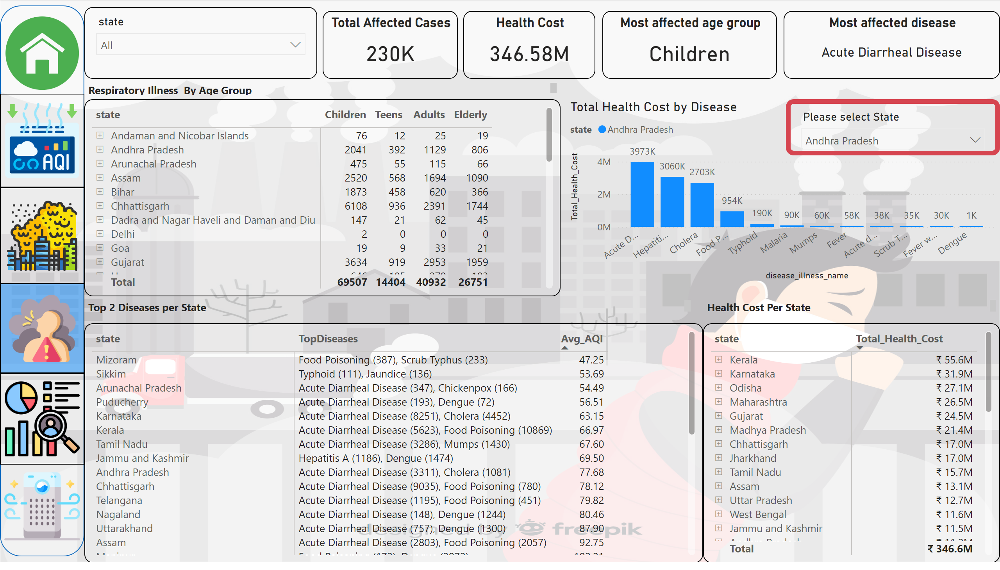 state
All
Total Affected Cases
230K
Health Cost
346.58M
Most affected age group
Children
Most affected disease
Acute Diarrheal Disease
AQI
Respiratory Illness By Age Group
state Children Teens Adults Elderly
Andaman and Nicobar Islands 76 12 25 19
Andhra Pradesh 2041 392 1129 806
Arunachal Pradesh 475 55 115 66
Assam 2520 568 1694 1090
Bihar 1873 458 620 366
Chhattisgarh 6108 936 2391 1744
Dadra and Nagar Haveli and Daman and Diu 147 21 62 45
Delhi 2 0 0 0
Goa 19 9 33 21
Gujarat 3634 919 2953 1959
Total 69507 14404 40932 26751
Total Health Cost by Disease
state Andhra Pradesh
Please select State
Andhra Pradesh
Total_Health_Cost
4M
2M
0M
3973K
3060K
2703K
954K
190K
90K
60K
58K
38K
35K
30K
1K
Acute D...
Hepatiti...
Cholera
Food P...
Typhoid
Malaria
Mumps
Fever
Acute d...
Scrub T...
Fever w...
Dengue
disease_illness_name
Top 2 Diseases per State
state TopDiseases Avg_AQI
Mizoram Food Poisoning (387), Scrub Typhus (233) 47.25
Sikkim Typhoid (111), Jaundice (136) 53.69
Arunachal Pradesh Acute Diarrheal Disease (347), Chickenpox (166) 54.49
Puducherry Acute Diarrheal Disease (193), Dengue (72) 56.51
Karnataka Acute Diarrheal Disease (8251), Cholera (4452) 63.15
Kerala Acute Diarrheal Disease (5623), Food Poisoning (10869) 66.97
Tamil Nadu Acute Diarrheal Disease (3286), Mumps (1430) 67.60
Jammu and Kashmir Hepatitis A (1186), Dengue (1474) 69.50
Andhra Pradesh Acute Diarrheal Disease (3311), Cholera (1081) 77.68
Chhattisgarh Acute Diarrheal Disease (9035), Food Poisoning (780) 78.12
Telangana Acute Diarrheal Disease (1195), Food Poisoning (451) 79.82
Nagaland Acute Diarrheal Disease (148), Dengue (1244) 80.46
Uttarakhand Acute Diarrheal Disease (757), Dengue (1300) 87.90
Assam Acute Diarrheal Disease (2803), Food Poisoning (2057) 92.75
designed by freepik
Health Cost Per State
state Total_Health_Cost
Kerala ₹ 55.6M
Karnataka ₹ 31.9M
Odisha ₹ 27.1M
Maharashtra ₹ 26.5M
Gujarat ₹ 24.5M
Madhya Pradesh ₹ 21.4M
Chhattisgarh ₹ 17.0M
Jharkhand ₹ 17.0M
Tamil Nadu ₹ 15.7M
Assam ₹ 13.1M
Uttar Pradesh ₹ 12.7M
West Bengal ₹ 11.6M
Jammu and Kashmir ₹ 11.5M
Total ₹ 346.6M